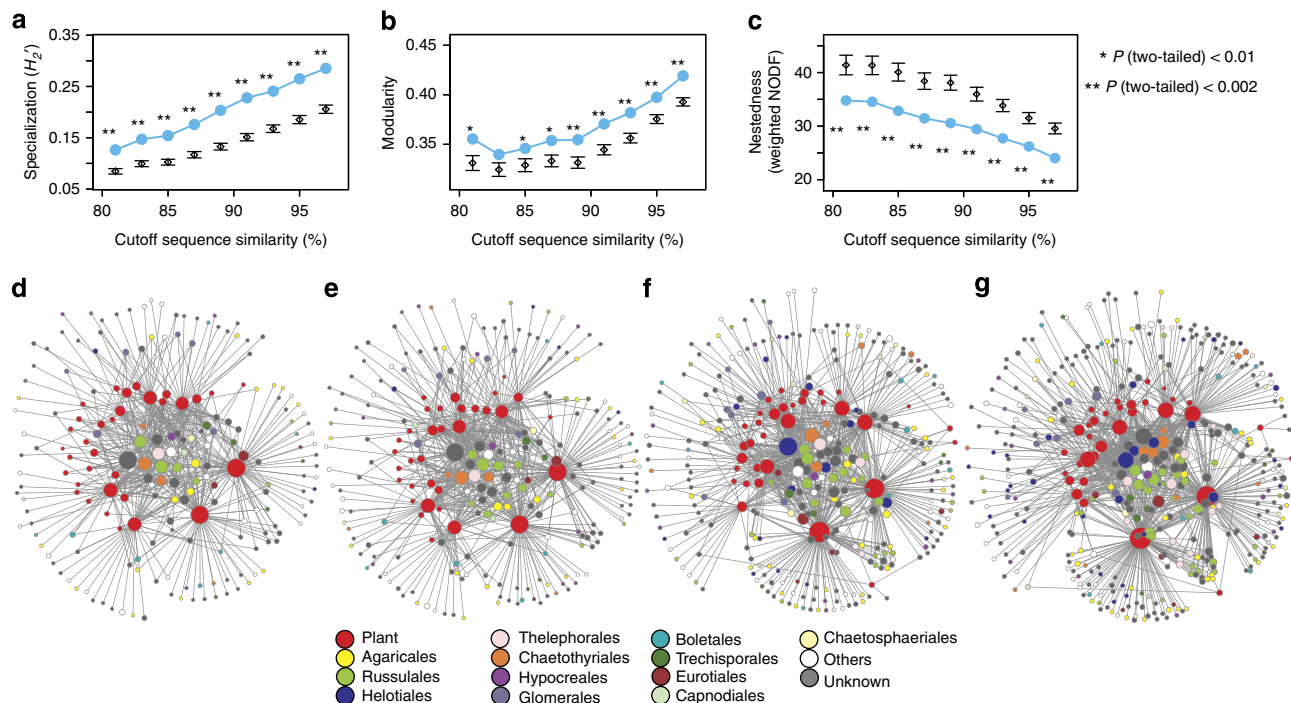 a
b
c
Specialization (H2′)
0.35
0.25
0.15
0.05
** ** ** ** ** ** ** ** **
80 85 90 95
Cutoff sequence similarity (%)
Modularity
0.45
0.40
0.35
* * * ** ** ** ** **
80 85 90 95
Cutoff sequence similarity (%)
Nestedness
(weighted NODF)
40
30
20
** ** ** ** ** ** ** ** **
80 85 90 95
Cutoff sequence similarity (%)
* P (two-tailed) < 0.01
** P (two-tailed) < 0.002
d
e
f
g
Plant
Agaricales
Russulales
Helotiales
Thelephorales
Chaetothyriales
Hypocreales
Glomerales
Boletales
Trechisporales
Eurotiales
Capnodiales
Chaetosphaeriales
Others
Unknown